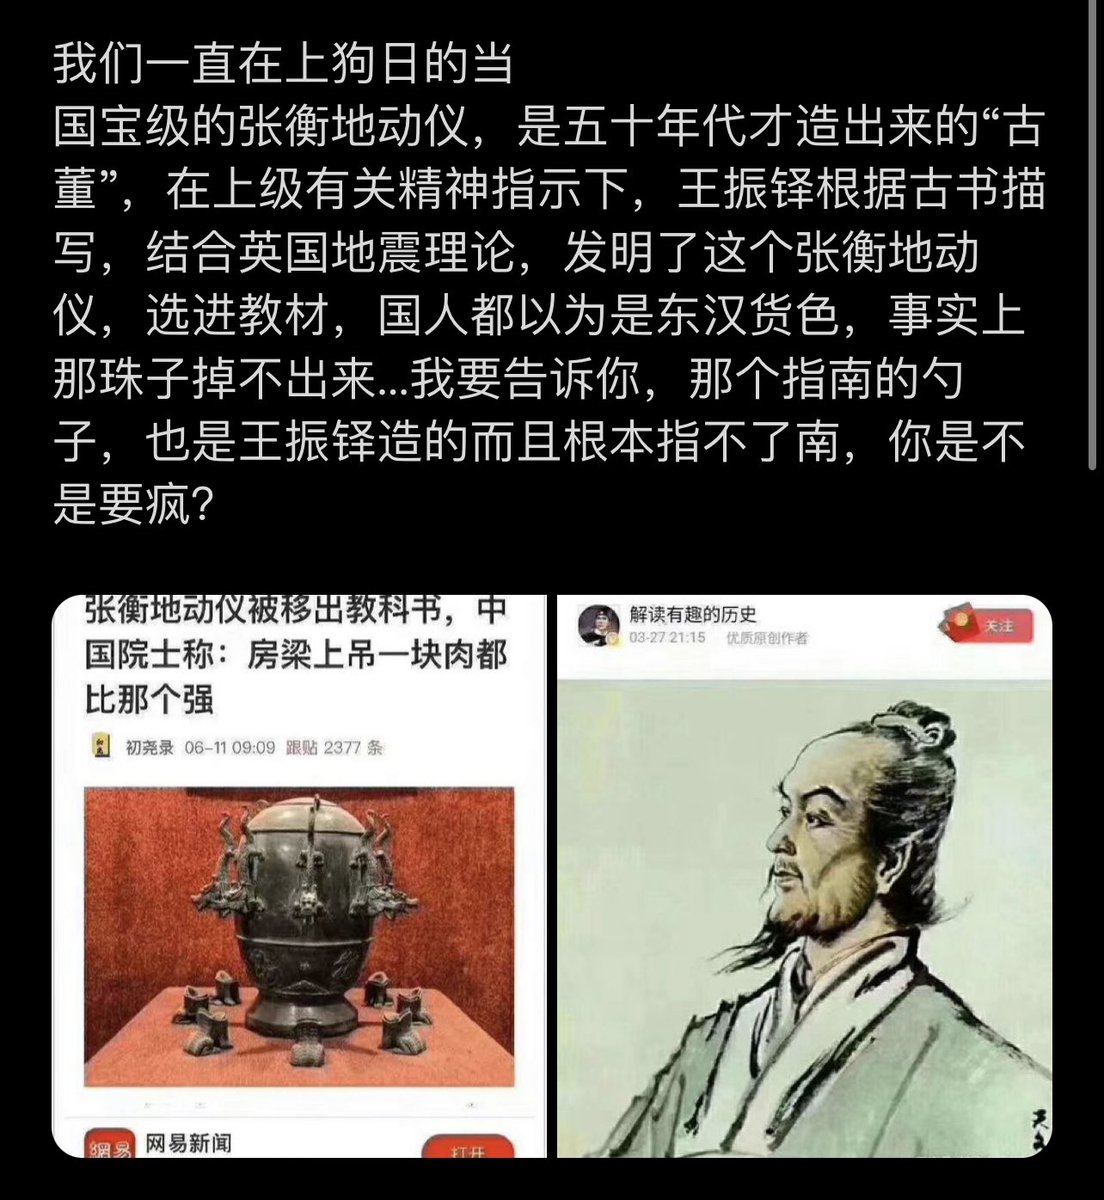 我们一直在上狗日的当
国宝级的张衡地动仪，是五十年代才造出来的“古
董”，在上级有关精神指示下，王振铎根据古书描
写，结合英国地震理论，发明了这个张衡地动
仪，选进教材，国人都以为是东汉货色，事实上
那珠子掉不出来...我要告诉你，那个指南的勺
子，也是王振铎造的而且根本指不了南，你是不
是要疯？
张衡地动仪被移出教科书，中
国院士称：房梁上吊一块肉都
比那个强
初尧录 06-11 09:09 跟贴 2377 条
網易
网易新闻
打开
解读有趣的历史
03-27 21:15 优质原创作者
关注